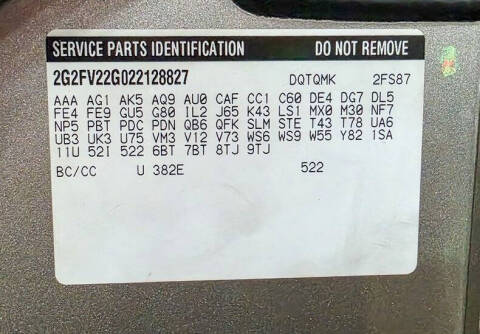 SERVICE PARTS IDENTIFICATION DO NOT REMOVE
2G2FV22G022128827 DQTQMK 2FS87
AAA AG1 AK5 AQ9 AU0 CAF CC1 C60 DE4 DG7 DL5
FE4 FE9 GU5 G80 IL2 J65 K43 LS1 MX0 M30 NF7
NP5 PBT PDC PDN QB6 QFK SLM STE T43 T78 UA6
UB3 UK3 U75 VM3 V12 V73 WS6 WS9 W55 Y82 1SA
11U 521 522 6BT 7BT 8TJ 9TJ
BC/CC U 382E 522